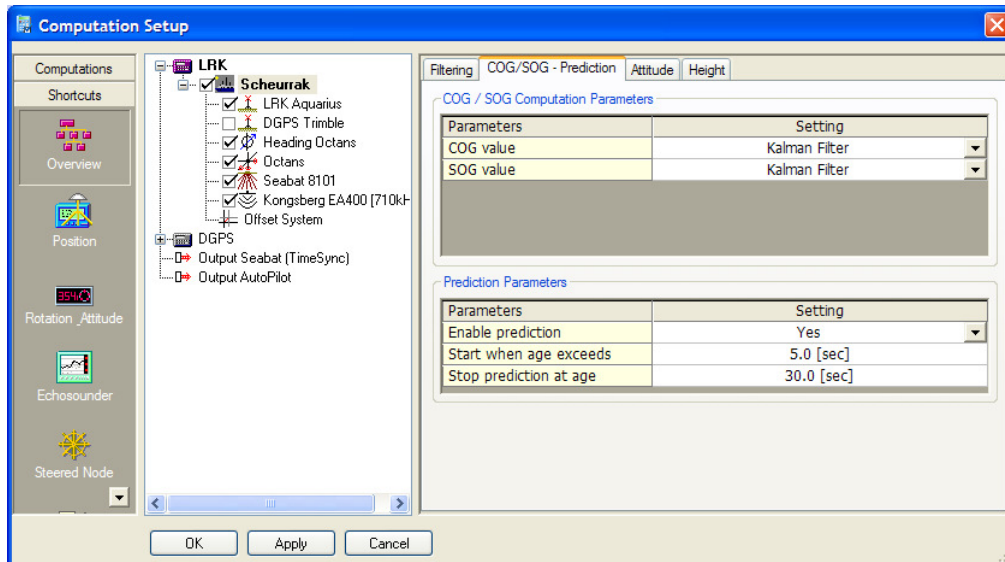 Computation Setup
Computations
Shortcuts
Overview
Position
Rotation_Attitude
Echosounder
Steered Node
LRK
Scheurrak
LRK Aquarius
DGPS Trimble
Heading Octans
Octans
Seabat 8101
Kongsberg EA400 [710kH
Offset System
DGPS
Output Seabat (TimeSync)
Output AutoPilot
Filtering COG/SOG - Prediction Attitude Height
COG / SOG Computation Parameters
Parameters Setting
COG value Kalman Filter
SOG value Kalman Filter
Prediction Parameters
Parameters Setting
Enable prediction Yes
Start when age exceeds 5.0 [sec]
Stop prediction at age 30.0 [sec]
OK Apply Cancel